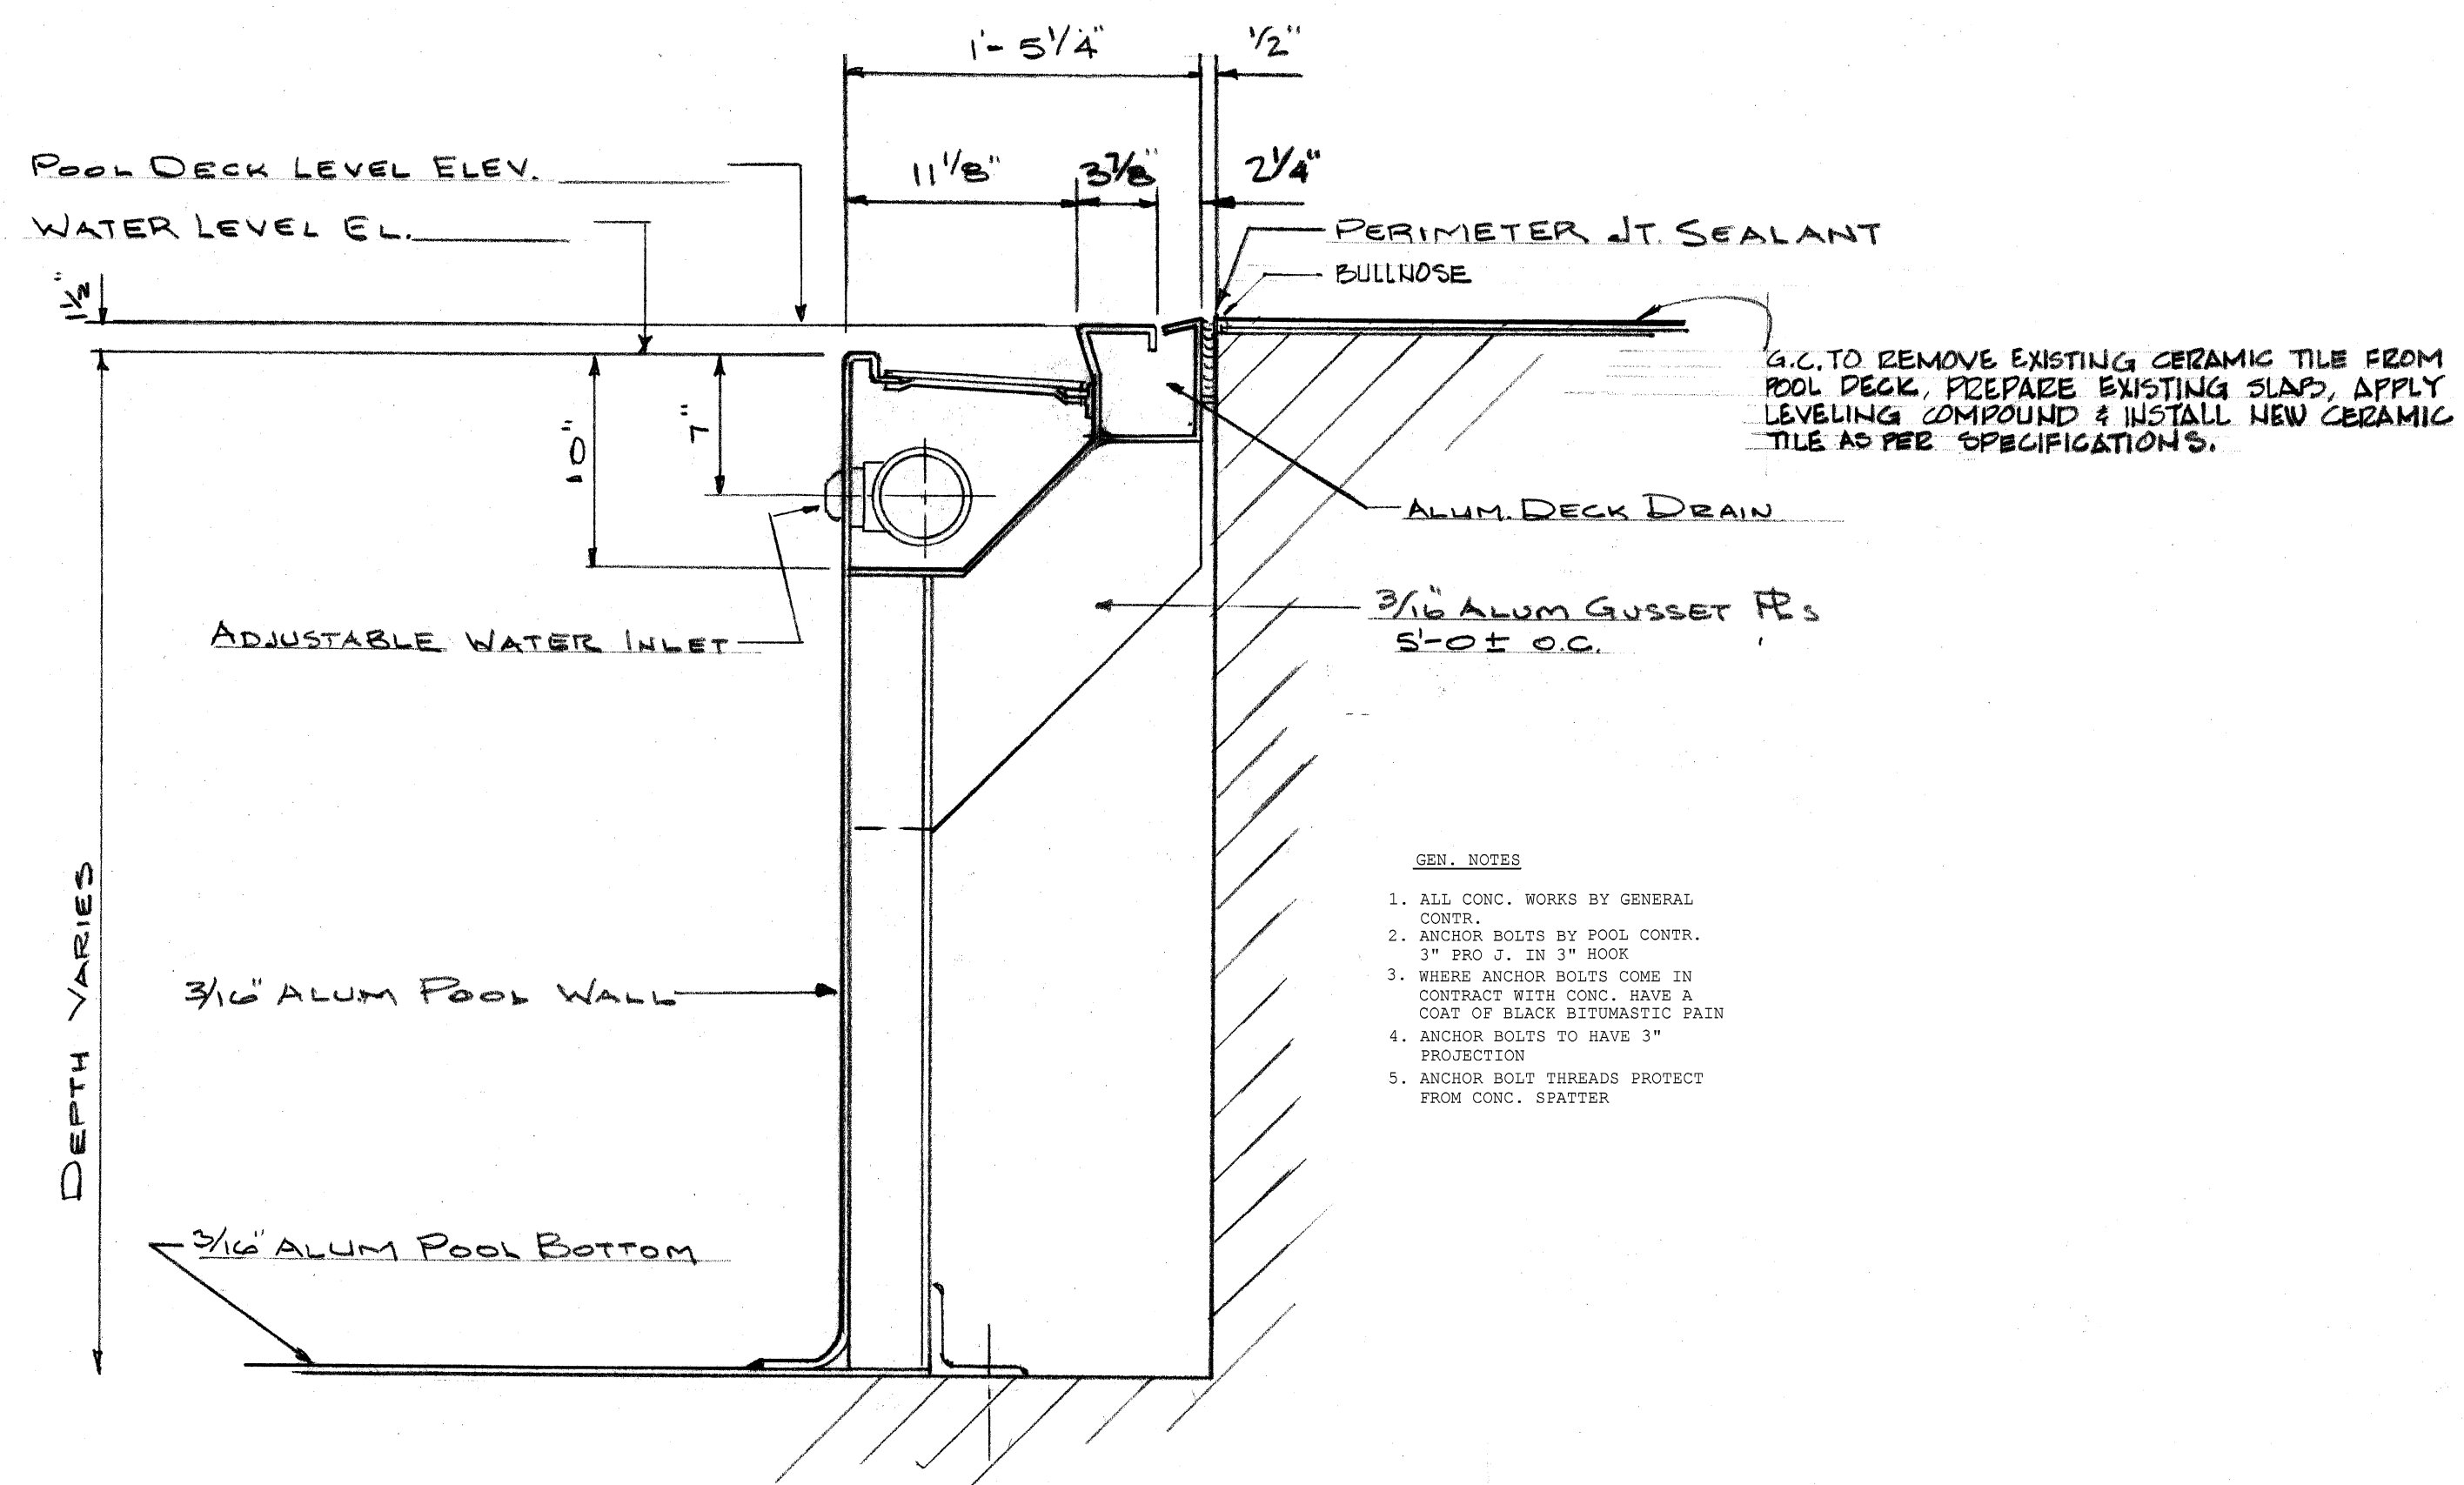 1'- 5 1/4"
1/2"
POOL DECK LEVEL ELEV.
11 1/8"
3 7/8"
2 1/4"
WATER LEVEL EL.
PERIMETER JT. SEALANT
BULLNOSE
1 1/2"
G.C. TO REMOVE EXISTING CERAMIC TILE FROM
POOL DECK, PREPARE EXISTING SLAB, APPLY
LEVELING COMPOUND & INSTALL NEW CERAMIC
TILE AS PER SPECIFICATIONS.
10"
7"
ALUM. DECK DRAIN
ADJUSTABLE WATER INLET
3/16" ALUM GUSSET PLs
5'-0 ± O.C.
DEPTH VARIES
3/16" ALUM POOL WALL
3/16" ALUM POOL BOTTOM
GEN. NOTES
1. ALL CONC. WORKS BY GENERAL
CONTR.
2. ANCHOR BOLTS BY POOL CONTR.
3" PRO J. IN 3" HOOK
3. WHERE ANCHOR BOLTS COME IN
CONTRACT WITH CONC. HAVE A
COAT OF BLACK BITUMASTIC PAIN
4. ANCHOR BOLTS TO HAVE 3"
PROJECTION
5. ANCHOR BOLT THREADS PROTECT
FROM CONC. SPATTER